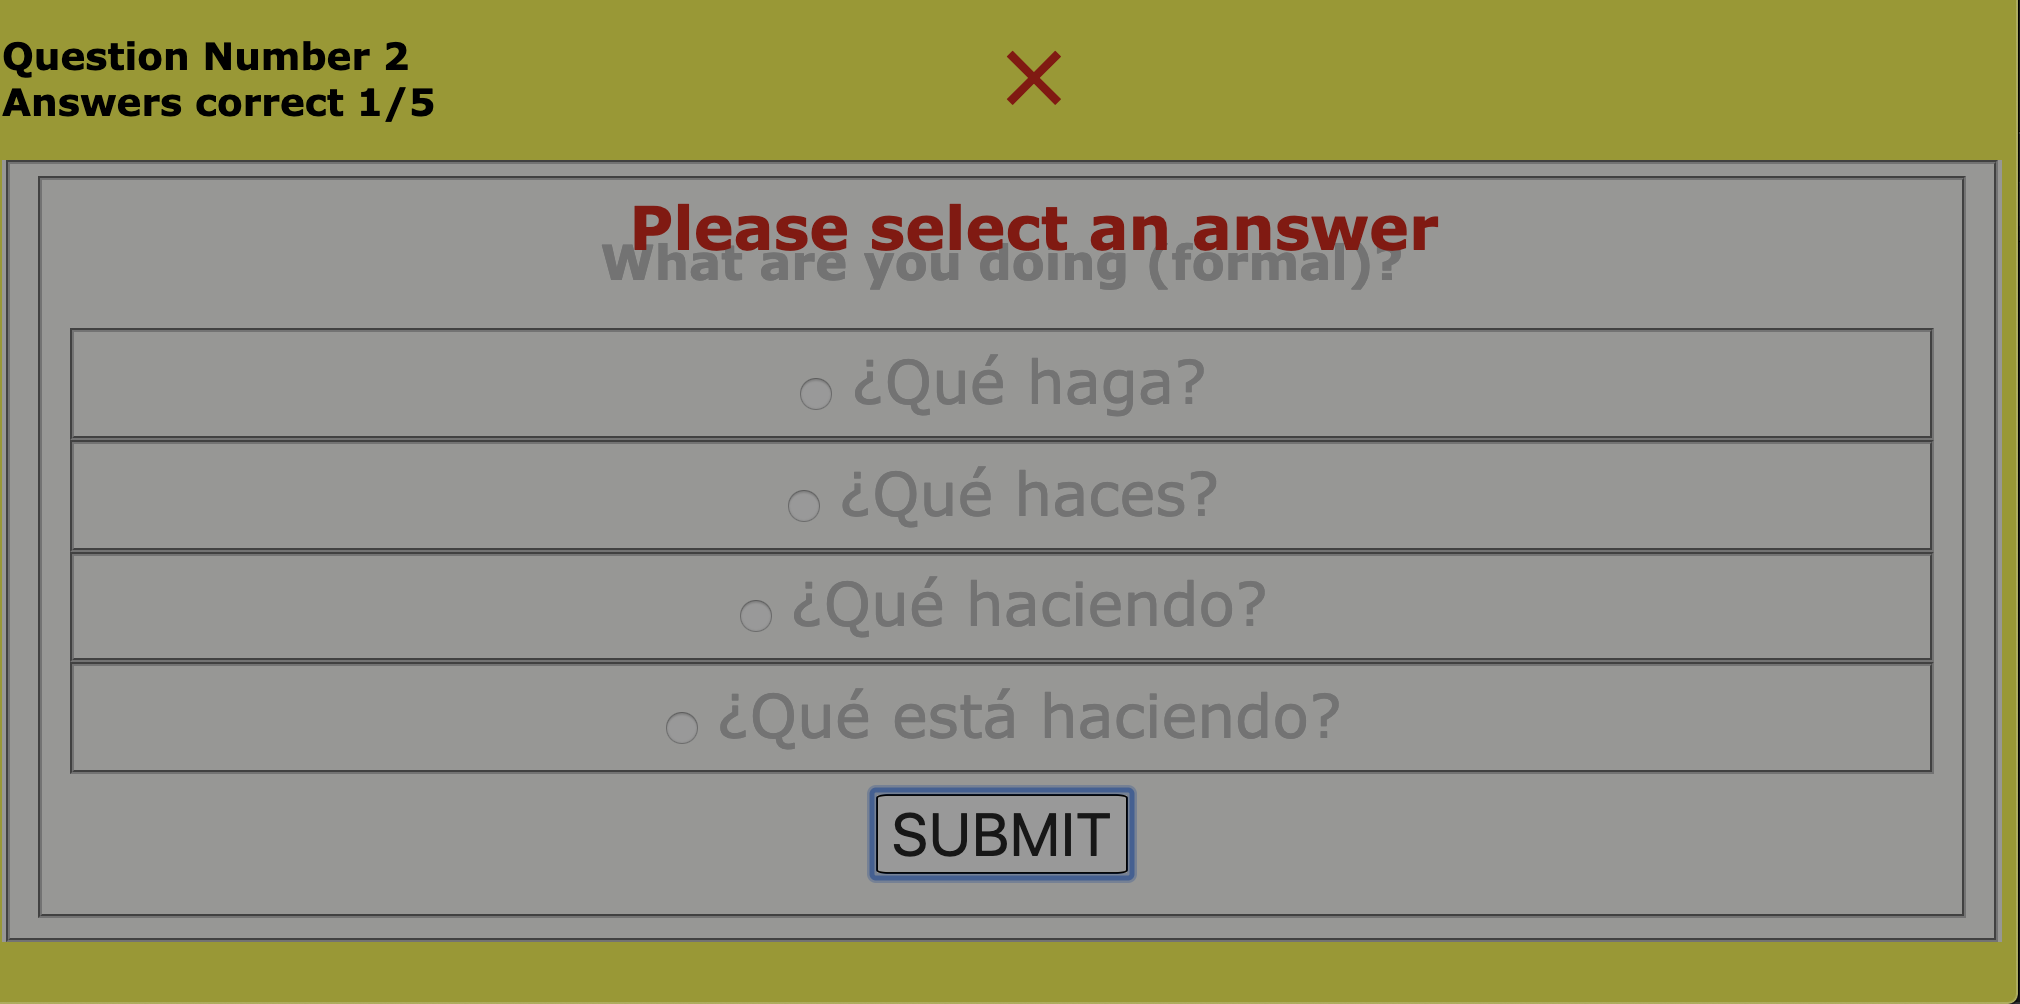 Question Number 2
Answers correct 1/5
Please select an answer
What are you doing (formal)?
¿Qué haga?
¿Qué haces?
¿Qué haciendo?
¿Qué está haciendo?
SUBMIT